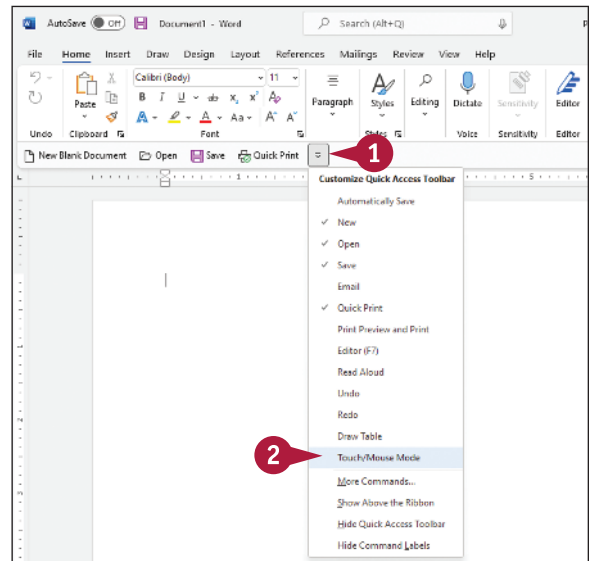 AutoSave Off Document1 - Word Search (Alt+Q)
File Home Insert Draw Design Layout References Mailings Review View Help
Calibri (Body) 11
Paste B I U ab x x A Paragraph Styles Editing Dictate Sensitivity Editor
A A Aa A A
Undo Clipboard Font Styles Voice Sensitivity Editor
New Blank Document Open Save Quick Print 1
1 5
Customize Quick Access Toolbar
Automatically Save
New
Open
Save
Email
Quick Print
Print Preview and Print
Editor (F7)
Read Aloud
Undo
Redo
Draw Table
2 Touch/Mouse Mode
More Commands...
Show Above the Ribbon
Hide Quick Access Toolbar
Hide Command Labels